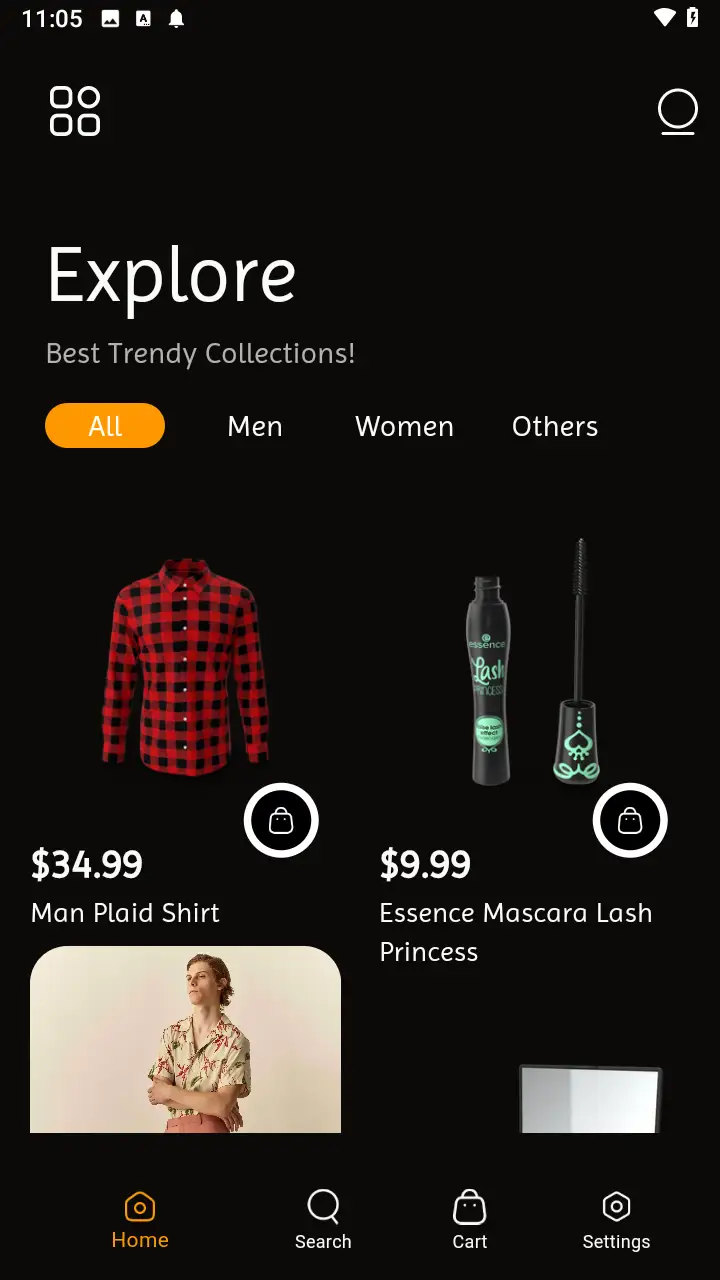 11:05
Explore
Best Trendy Collections!
All Men Women Others
essence
Lash
PRINCESS
$34.99 $9.99
Man Plaid Shirt Essence Mascara Lash
Princess
Home Search Cart Settings